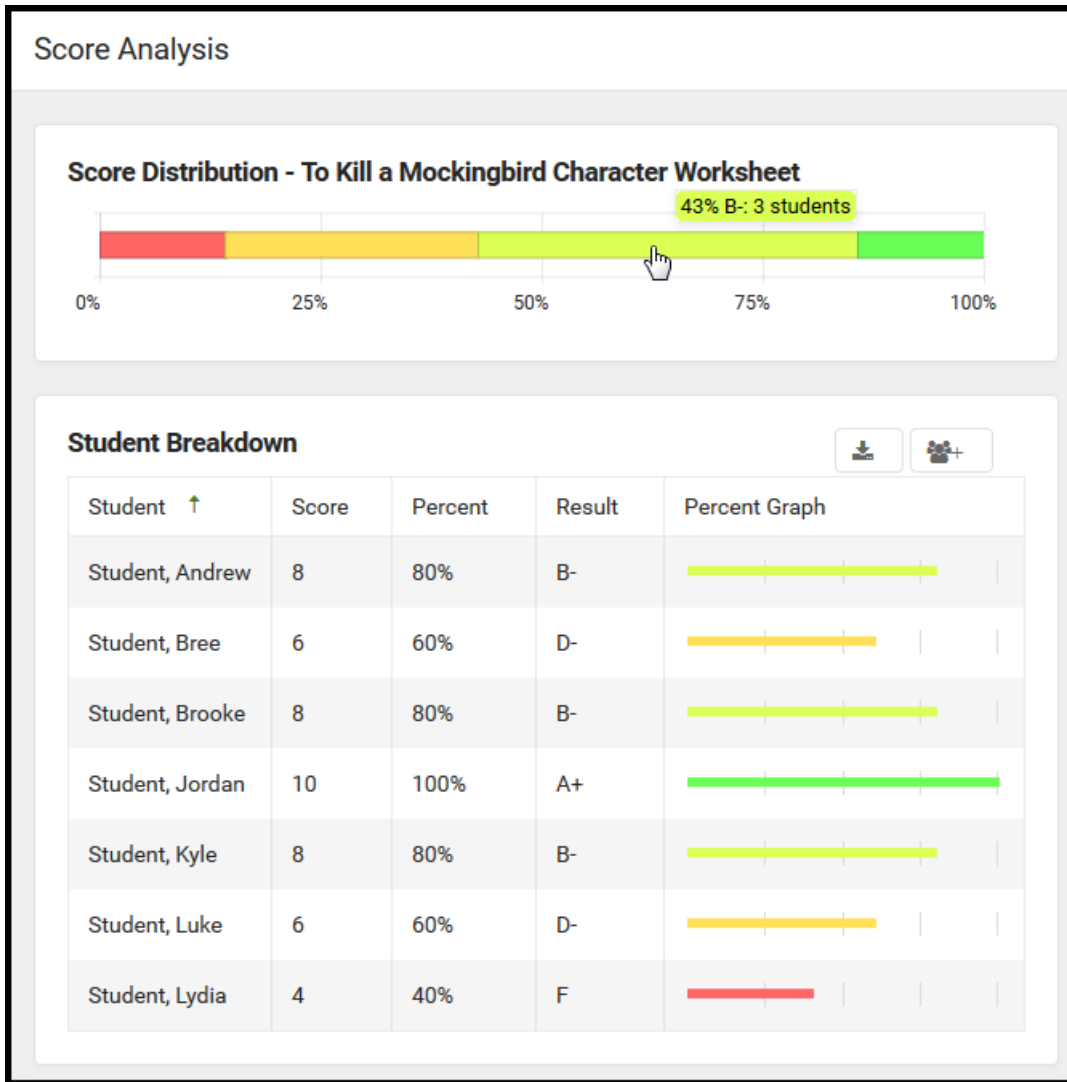 Score Analysis
Score Distribution - To Kill a Mockingbird Character Worksheet
43% B-: 3 students
0% 25% 50% 75% 100%
Student Breakdown
Student ↑ Score Percent Result Percent Graph
Student, Andrew 8 80% B-
Student, Bree 6 60% D-
Student, Brooke 8 80% B-
Student, Jordan 10 100% A+
Student, Kyle 8 80% B-
Student, Luke 6 60% D-
Student, Lydia 4 40% F